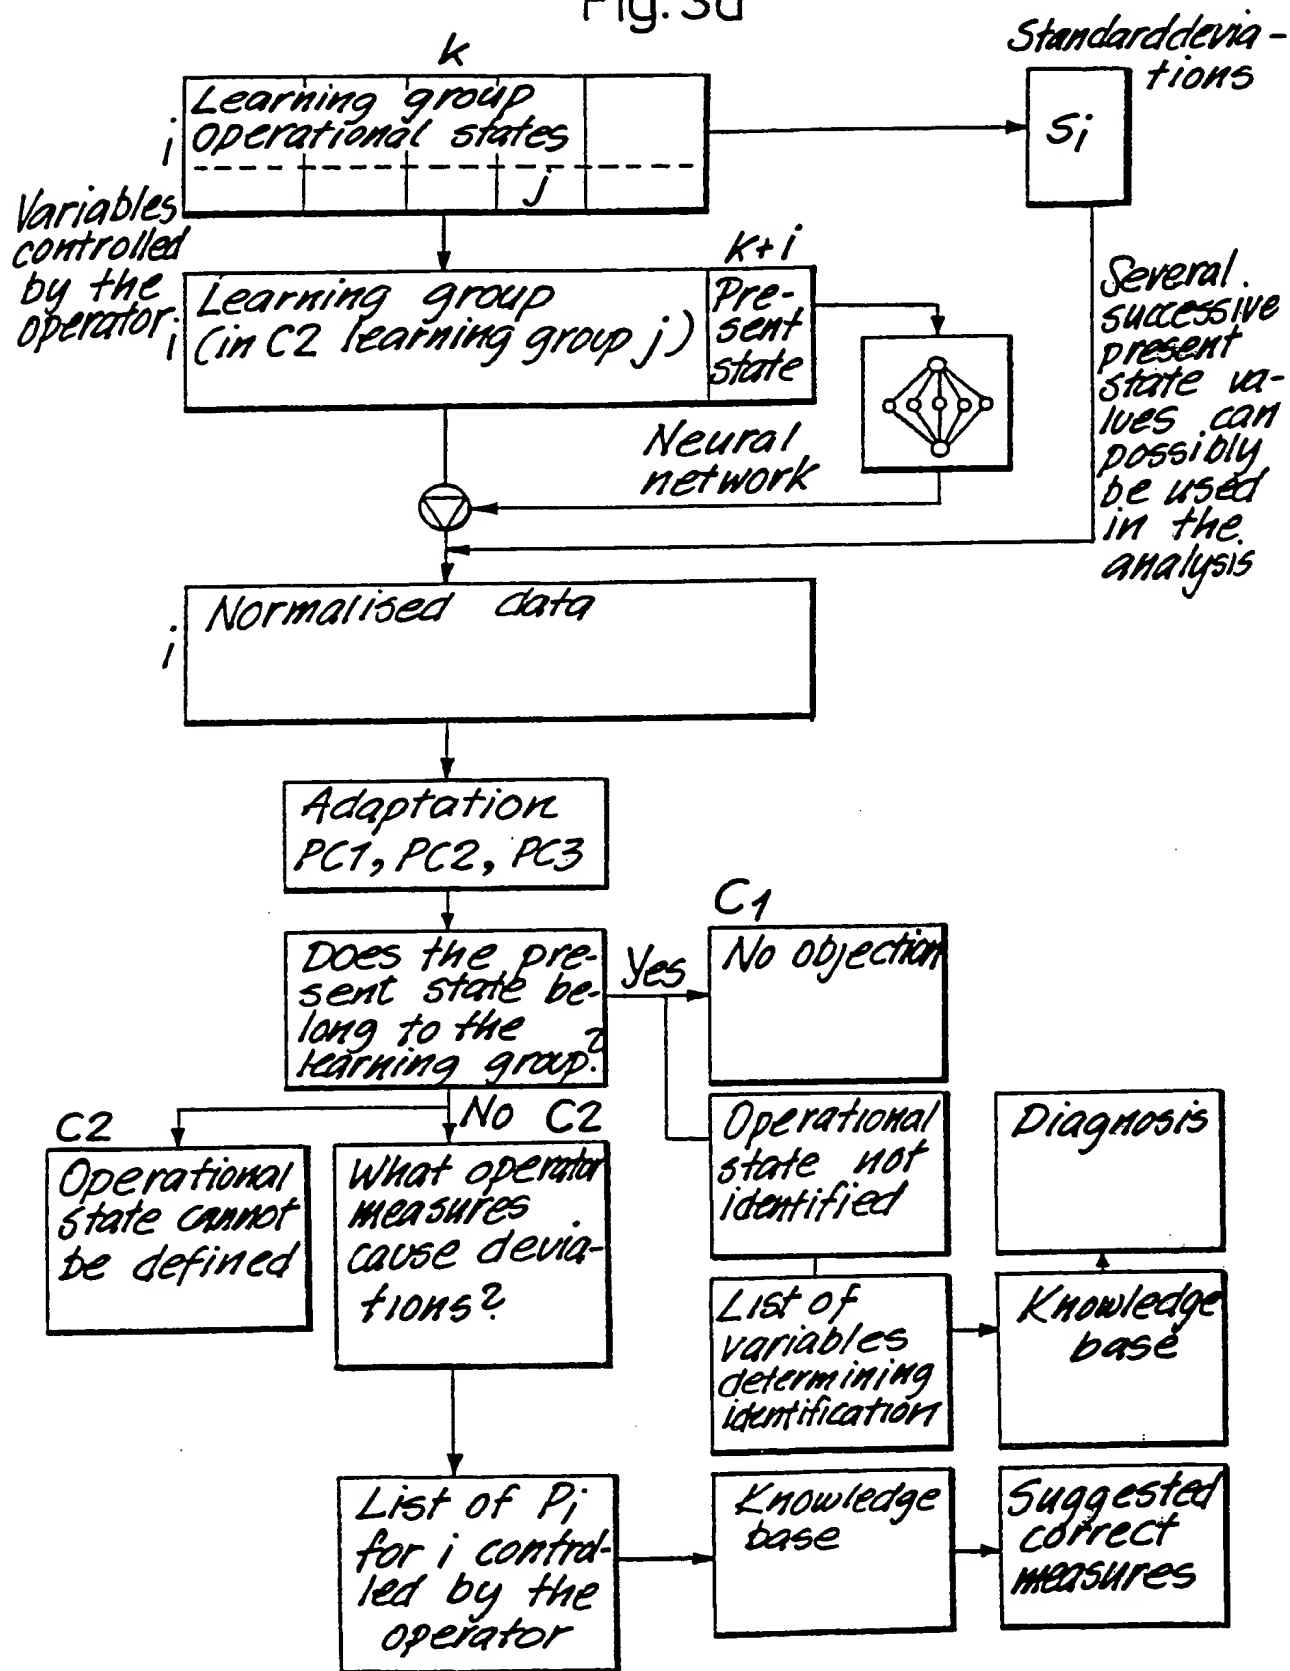 Fig. 3a
Standarddevia-
tions
k
Learning group
operational states
i
j
Si
Variables
controlled
by the
operator.
k+i
Learning group
(in C2 learning group j)
i
Pre-
sent
state
Several.
successive
present
state va-
lues can
possibly
be used
in the
analysis
Neural
network
Normalised data
i
Adaptation
PC1, PC2, PC3
Does the pre-
sent state be-
long to the
learning group?
Yes
C1
No objection
No
C2
Operational
state cannot
be defined
C2
What operator
measures
cause devia-
tions?
Operational
state not
identified
Diagnosis
List of
variables
determining
identification
Knowledge
base
List of Pi
for i control-
led by the
operator
Knowledge
base
Suggested
correct
measures